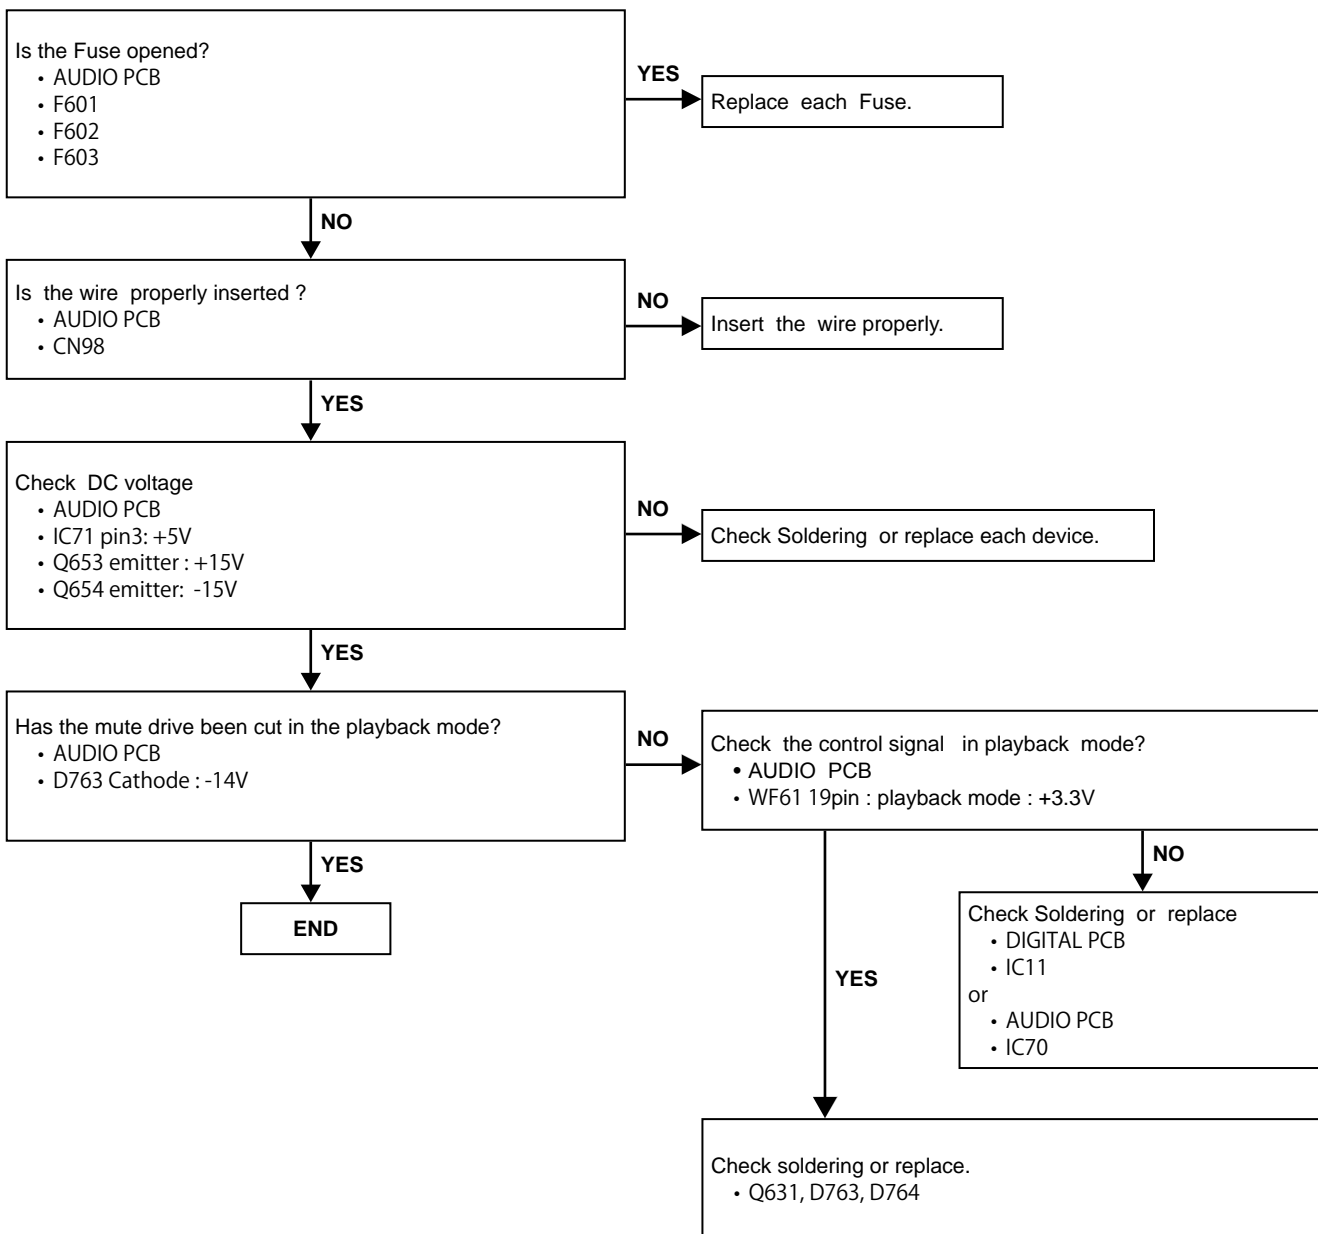 Is the Fuse opened?
• AUDIO PCB
• F601
• F602
• F603
YES
Replace each Fuse.
NO
Is the wire properly inserted ?
• AUDIO PCB
• CN98
NO
Insert the wire properly.
YES
Check DC voltage
• AUDIO PCB
• IC71 pin3: +5V
• Q653 emitter : +15V
• Q654 emitter: -15V
NO
Check Soldering or replace each device.
YES
Has the mute drive been cut in the playback mode?
• AUDIO PCB
• D763 Cathode : -14V
NO
Check the control signal in playback mode?
• AUDIO PCB
• WF61 19pin : playback mode : +3.3V
YES
END
NO
Check Soldering or replace
• DIGITAL PCB
• IC11
or
• AUDIO PCB
• IC70
YES
Check soldering or replace.
• Q631, D763, D764